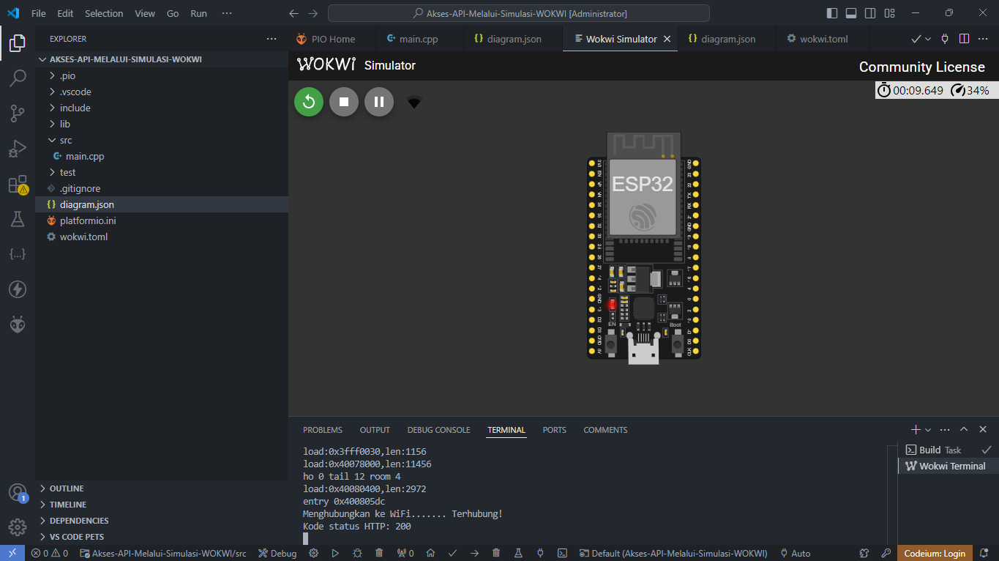 File Edit Selection View Go Run ···
Akses-API-Melalui-Simulasi-WOKWI [Administrator]
EXPLORER
AKSES-API-MELALUI-SIMULASI-WOKWI
.pio
.vscode
include
lib
src
main.cpp
test
.gitignore
diagram.json
platformio.ini
wokwi.toml
OUTLINE
TIMELINE
DEPENDENCIES
VS CODE PETS
PIO Home main.cpp diagram.json Wokwi Simulator diagram.json wokwi.toml
WOKWi Simulator
Community License
00:09.649 34%
ESP32
EN Boot
PROBLEMS OUTPUT DEBUG CONSOLE TERMINAL PORTS COMMENTS
load:0x3fff0030,len:1156
load:0x40078000,len:11456
ho 0 tail 12 room 4
load:0x40080400,len:2972
entry 0x400805dc
Menghubungkan ke WiFi....... Terhubung!
Kode status HTTP: 200
Build Task
Wokwi Terminal
1
0 0 Akses-API-Melalui-Simulasi-WOKWI/src Debug 0 Default (Akses-API-Melalui-Simulasi-WOKWI) Auto Codeium: Login